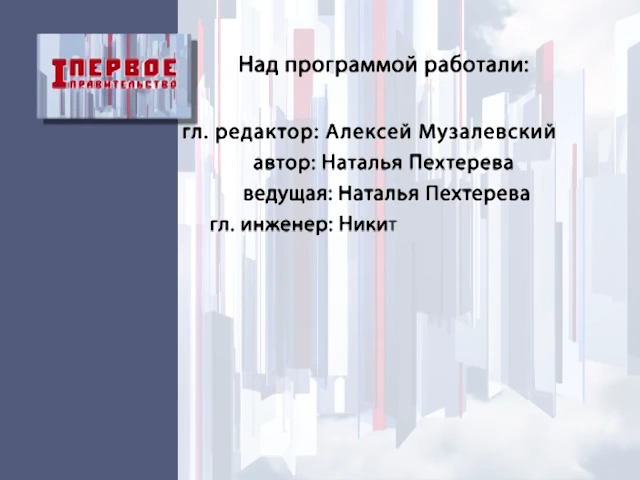 I ПЕРВОЕ
ПРАВИТЕЛЬСТВО
Над программой работали:
гл. редактор: Алексей Музалевский
автор: Наталья Пехтерева
ведущая: Наталья Пехтерева
гл. инженер: Никит